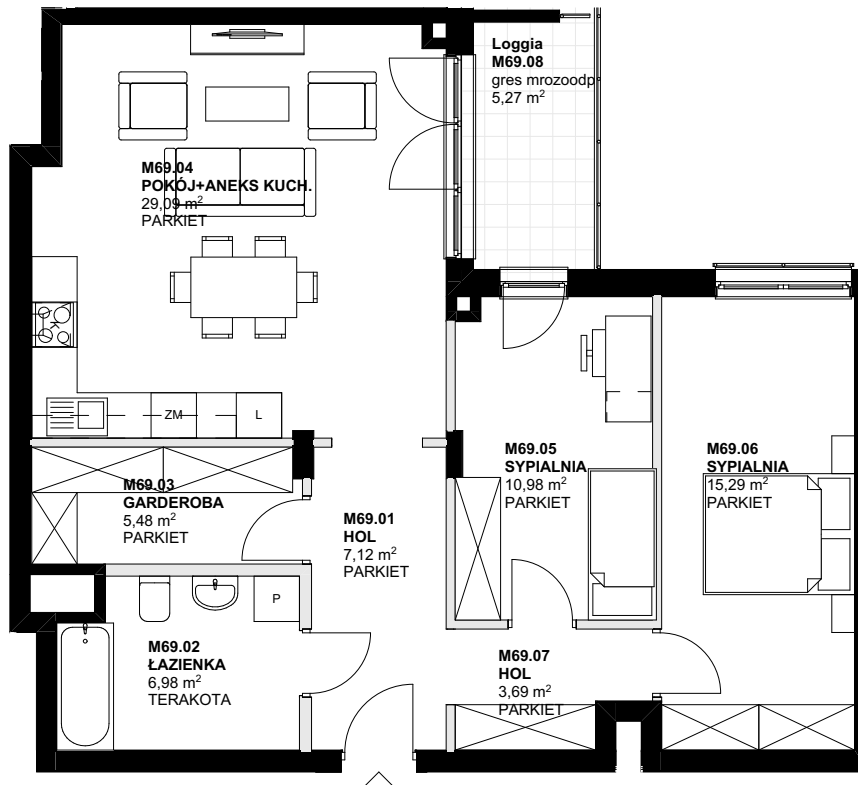 Loggia
M69.08
gres mrozoodp
5,27 m²
M69.04
POKÓJ+ANEKS KUCH.
29,09 m²
PARKIET
K
ZM
L
M69.03
GARDEROBA
5,48 m²
PARKIET
M69.01
HOL
7,12 m²
PARKIET
M69.05
SYPIALNIA
10,98 m²
PARKIET
M69.06
SYPIALNIA
15,29 m²
PARKIET
P
M69.02
ŁAZIENKA
6,98 m²
TERAKOTA
M69.07
HOL
3,69 m²
PARKIET